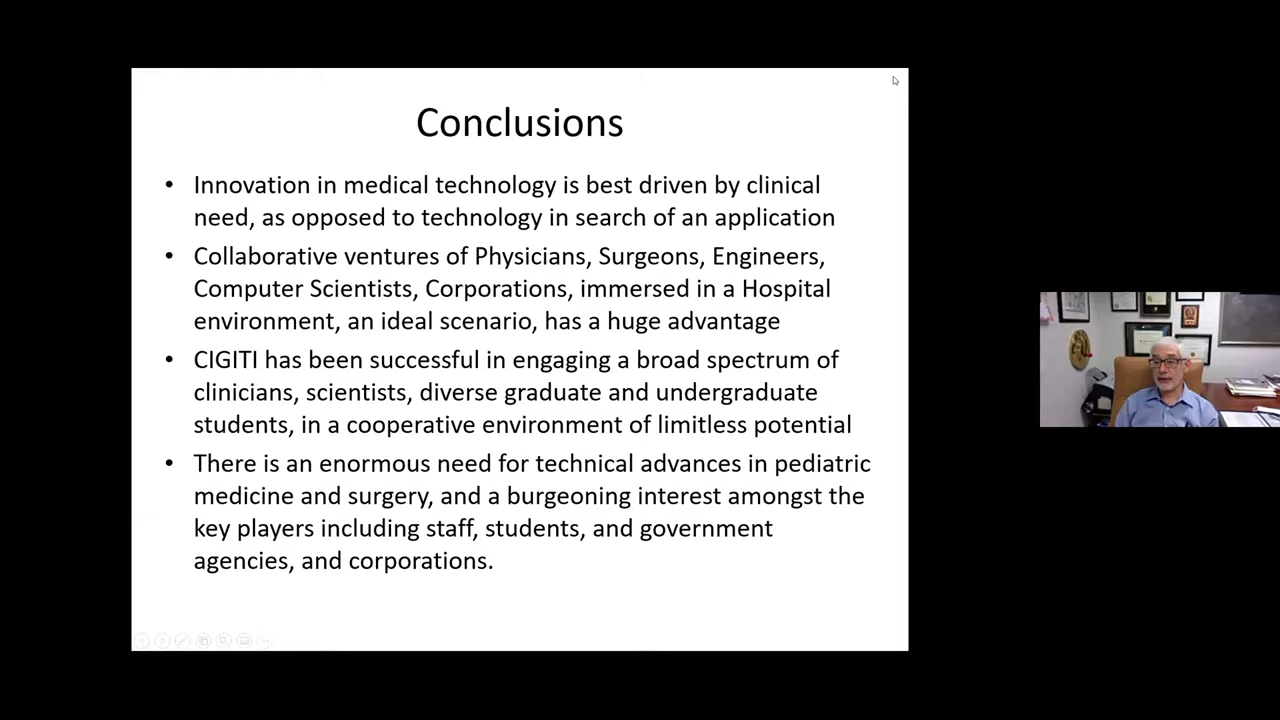 Conclusions
• Innovation in medical technology is best driven by clinical
need, as opposed to technology in search of an application
• Collaborative ventures of Physicians, Surgeons, Engineers,
Computer Scientists, Corporations, immersed in a Hospital
environment, an ideal scenario, has a huge advantage
• CIGITI has been successful in engaging a broad spectrum of
clinicians, scientists, diverse graduate and undergraduate
students, in a cooperative environment of limitless potential
• There is an enormous need for technical advances in pediatric
medicine and surgery, and a burgeoning interest amongst the
key players including staff, students, and government
agencies, and corporations.